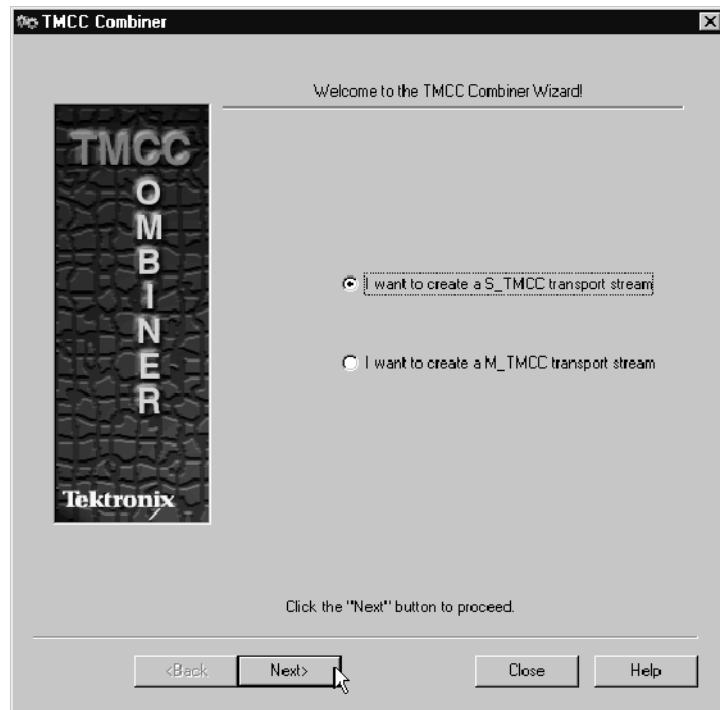 TMCC Combiner
Welcome to the TMCC Combiner Wizard!
TMCC
OMBINER
Tektronix
I want to create a S_TMCC transport stream
I want to create a M_TMCC transport stream
Click the "Next" button to proceed.
<Back
Next>
Close
Help